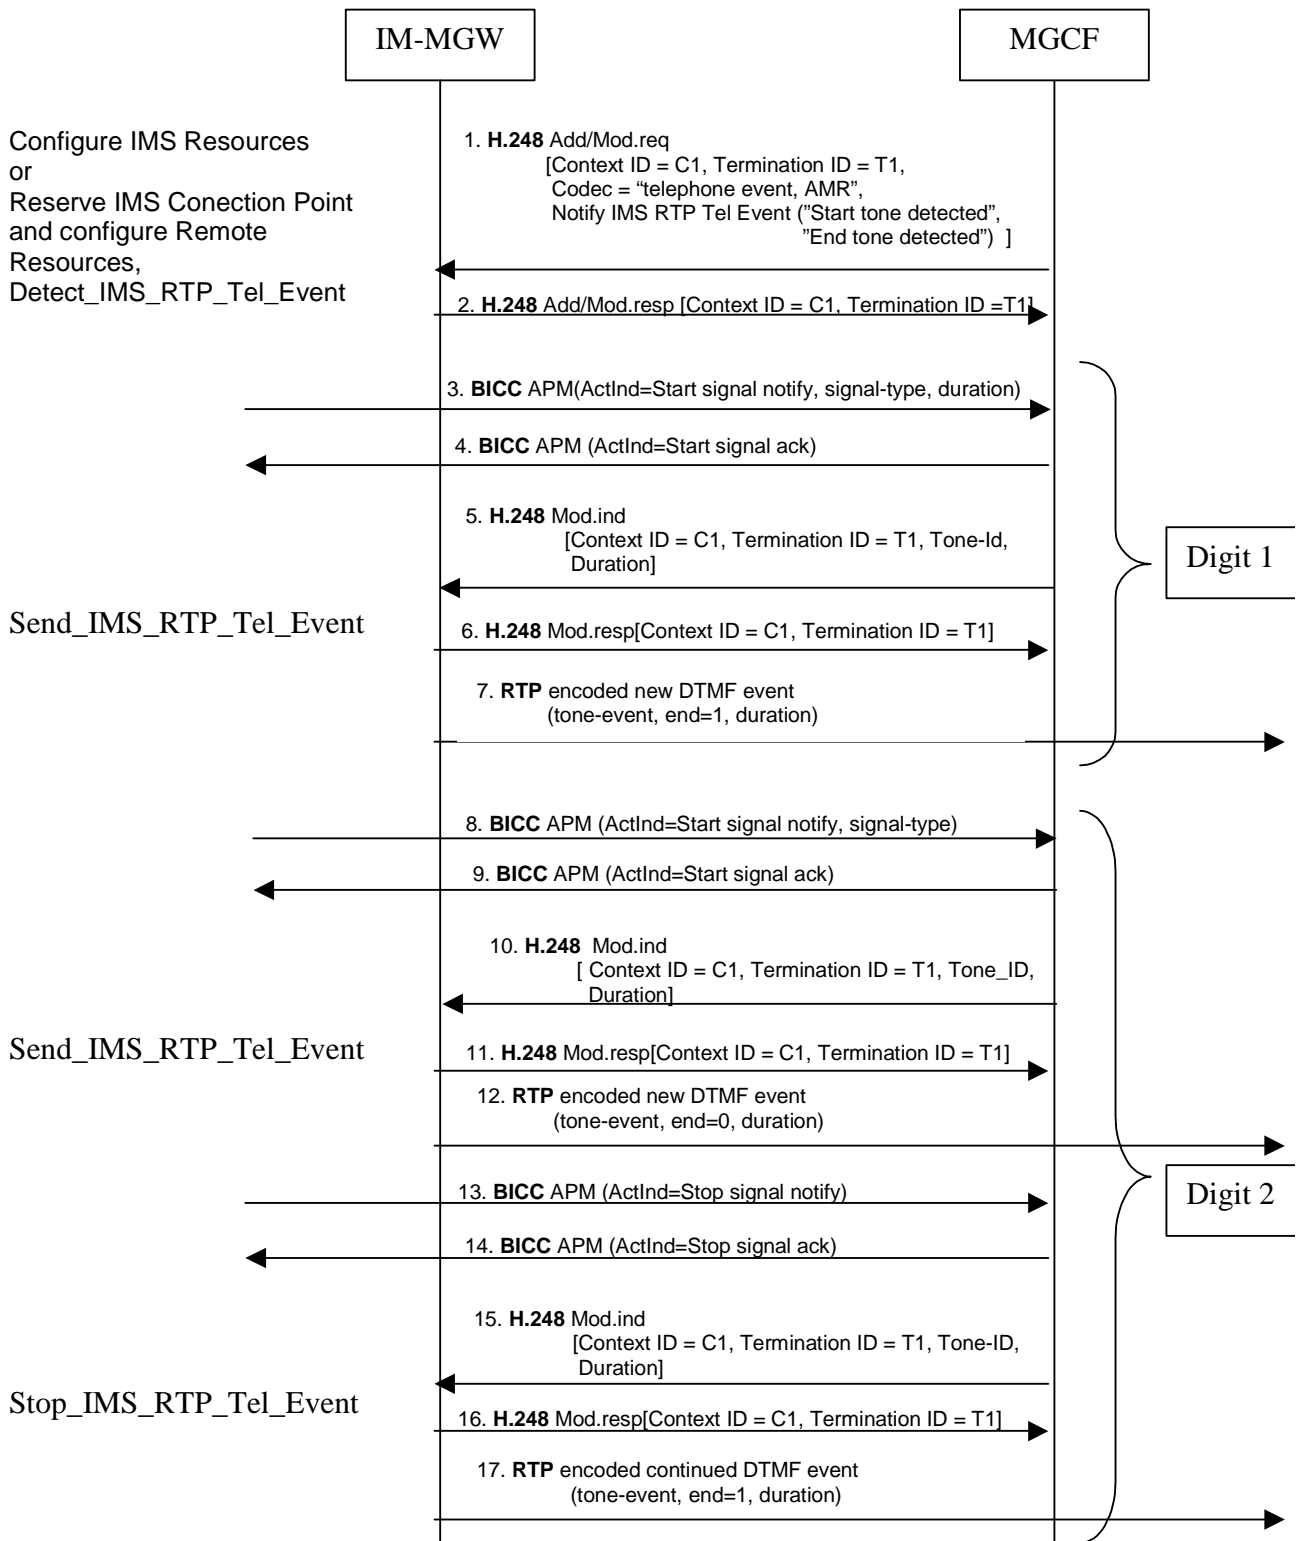 IM-MGW
MGCF
Configure IMS Resources
or
Reserve IMS Conection Point
and configure Remote
Resources,
Detect_IMS_RTP_Tel_Event
1. H.248 Add/Mod.req
[Context ID = C1, Termination ID = T1,
Codec = “telephone event, AMR”,
Notify IMS RTP Tel Event (”Start tone detected”,
”End tone detected”) ]
2. H.248 Add/Mod.resp [Context ID = C1, Termination ID =T1]
3. BICC APM(ActInd=Start signal notify, signal-type, duration)
4. BICC APM (ActInd=Start signal ack)
5. H.248 Mod.ind
[Context ID = C1, Termination ID = T1, Tone-Id,
Duration]
Digit 1
Send_IMS_RTP_Tel_Event
6. H.248 Mod.resp[Context ID = C1, Termination ID = T1]
7. RTP encoded new DTMF event
(tone-event, end=1, duration)
8. BICC APM (ActInd=Start signal notify, signal-type)
9. BICC APM (ActInd=Start signal ack)
10. H.248 Mod.ind
[ Context ID = C1, Termination ID = T1, Tone_ID,
Duration]
Send_IMS_RTP_Tel_Event
11. H.248 Mod.resp[Context ID = C1, Termination ID = T1]
12. RTP encoded new DTMF event
(tone-event, end=0, duration)
13. BICC APM (ActInd=Stop signal notify)
Digit 2
14. BICC APM (ActInd=Stop signal ack)
15. H.248 Mod.ind
[Context ID = C1, Termination ID = T1, Tone-ID,
Duration]
Stop_IMS_RTP_Tel_Event
16. H.248 Mod.resp[Context ID = C1, Termination ID = T1]
17. RTP encoded continued DTMF event
(tone-event, end=1, duration)